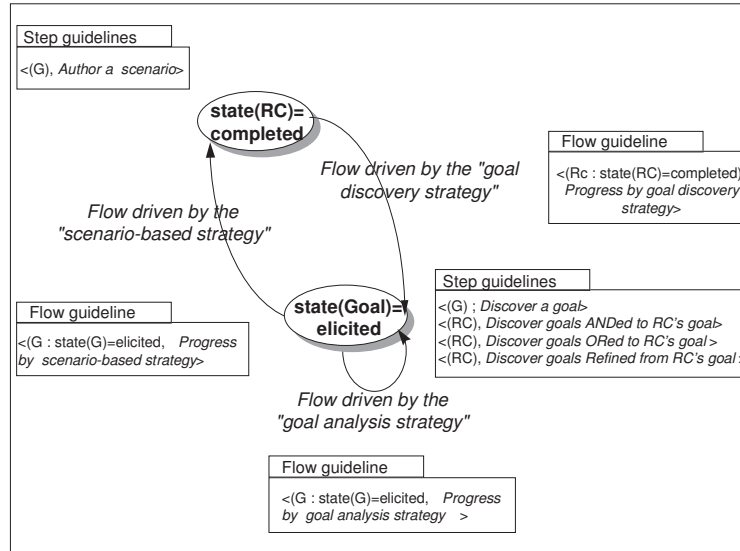 Step guidelines
<(G), Author a scenario>
state(RC)=
completed
Flow guideline
<(Rc : state(RC)=completed)
Progress by goal discovery
strategy>
Flow driven by the "goal
discovery strategy"
Flow driven by the
"scenario-based strategy"
Step guidelines
<(G) ; Discover a goal>
<(RC), Discover goals ANDed to RC's goal>
<(RC), Discover goals ORed to RC's goal>
<(RC), Discover goals Refined from RC's goal>
state(Goal)=
elicited
Flow guideline
<(G : state(G)=elicited, Progress
by scenario-based strategy>
Flow driven by the
"goal analysis strategy"
Flow guideline
<(G : state(G)=elicited, Progress
by goal analysis strategy >